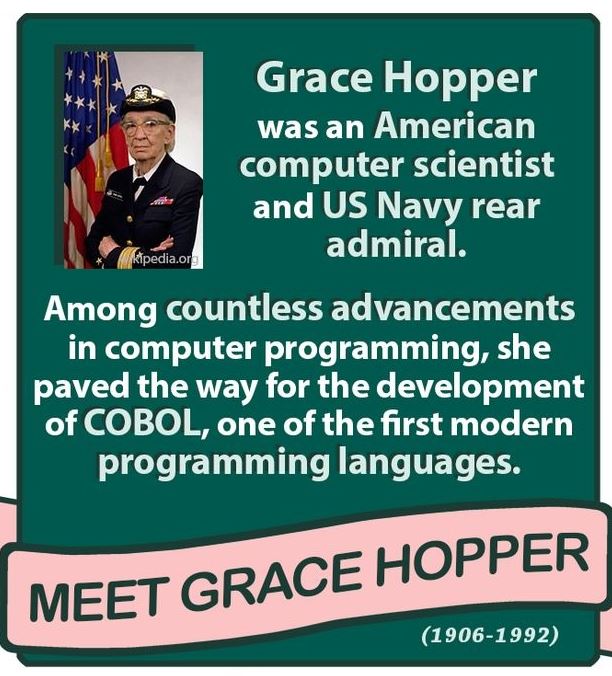 Grace Hopper
was an American
computer scientist
and US Navy rear
admiral.
kipedia.org
Among countless advancements
in computer programming, she
paved the way for the development
of COBOL, one of the first modern
programming languages.
MEET GRACE HOPPER
(1906-1992)